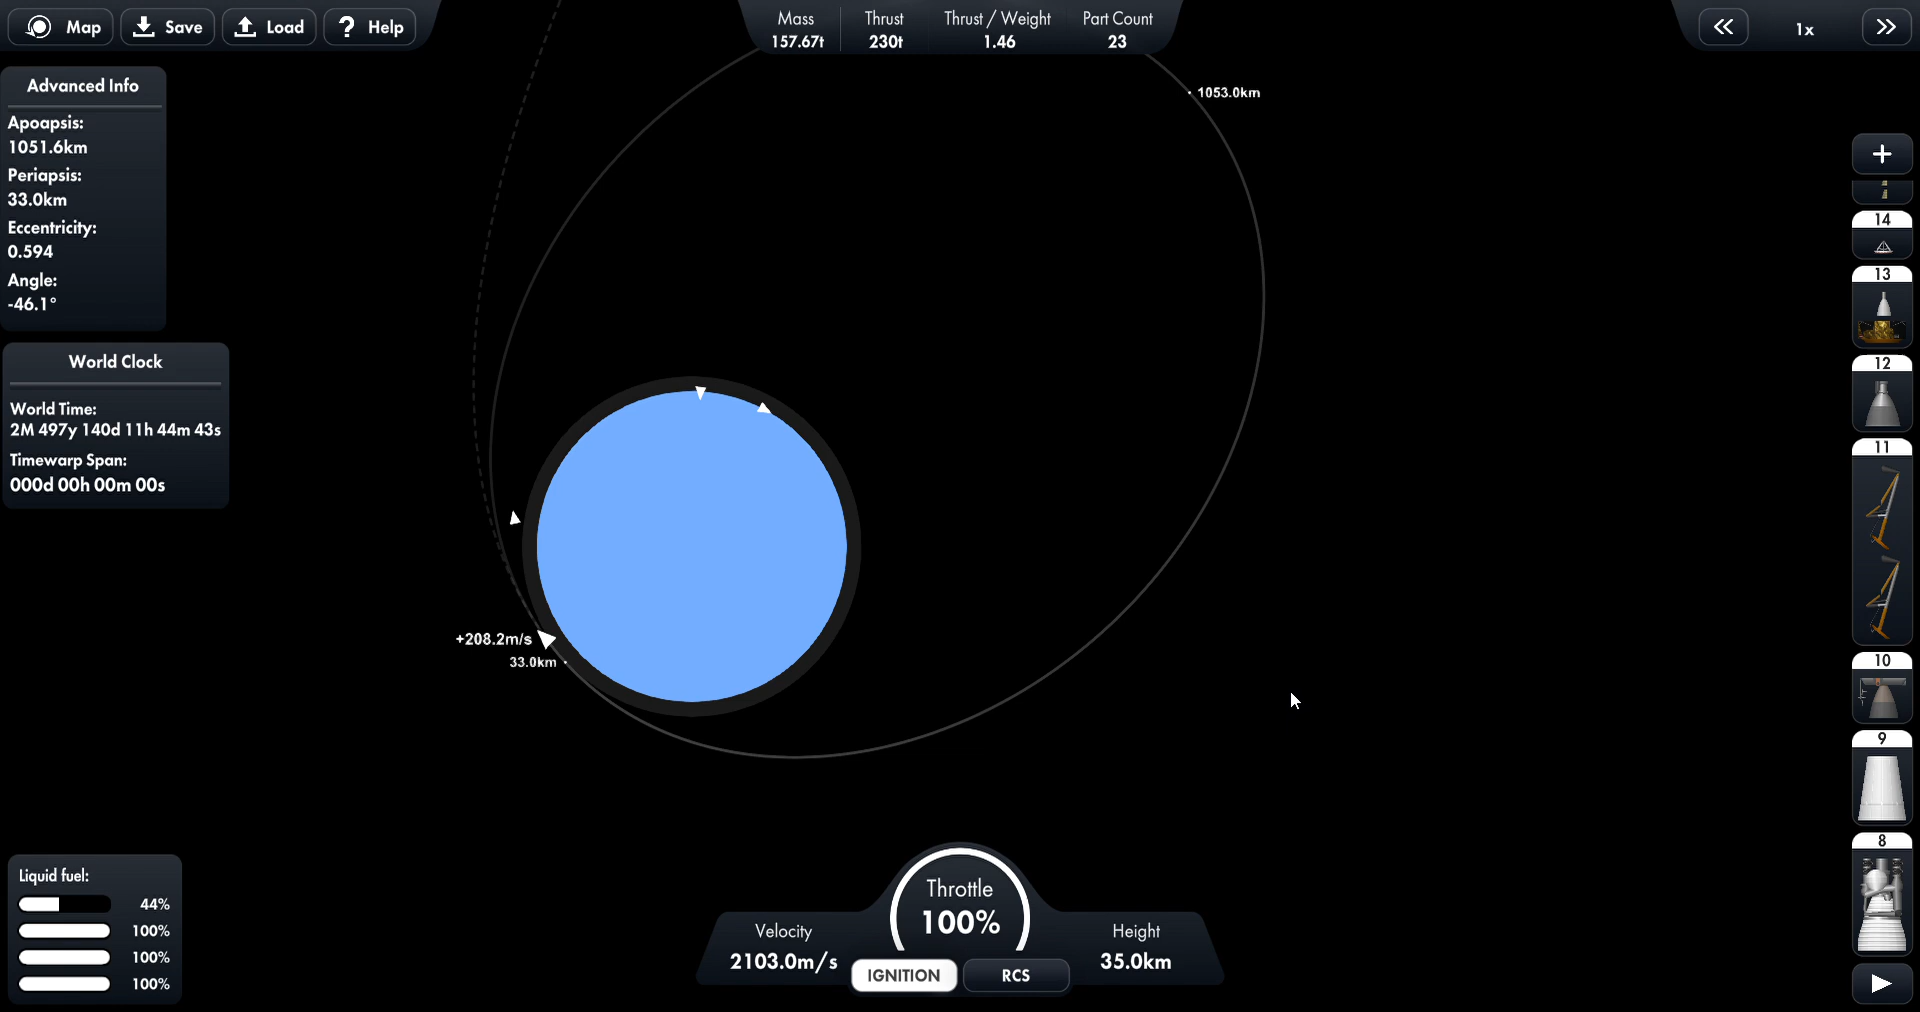 Map
Save
Load
? Help
Mass
157.67t
Thrust
230t
Thrust / Weight
1.46
Part Count
23
1x
Advanced Info
Apoapsis:
1051.6km
Periapsis:
33.0km
Eccentricity:
0.594
Angle:
-46.1°
World Clock
World Time:
2M 497y 140d 11h 44m 43s
Timewarp Span:
000d 00h 00m 00s
1053.0km
+208.2m/s
33.0km
14
13
12
11
10
9
8
Liquid fuel:
44%
100%
100%
100%
Throttle
100%
Velocity
2103.0m/s
Height
35.0km
IGNITION
RCS